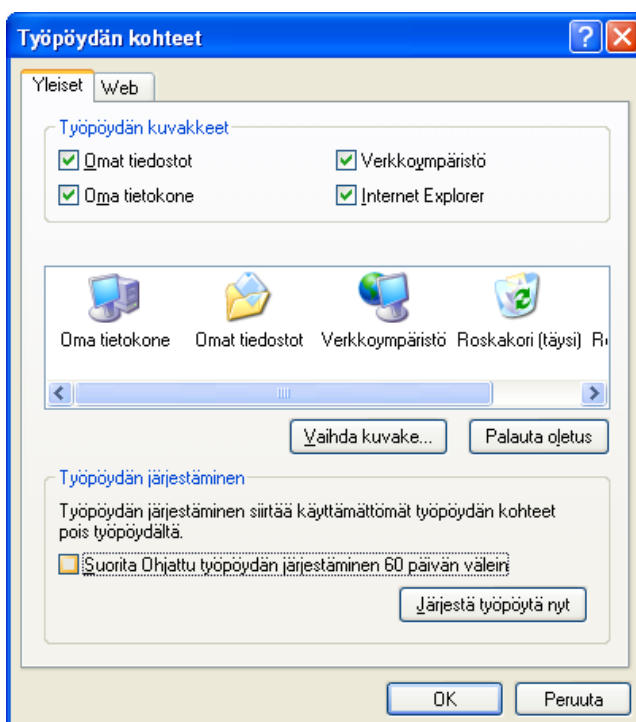 Työpöydän kohteet
Yleiset Web
Työpöydän kuvakkeet
Omat tiedostot Verkkoympäristö
Oma tietokone Internet Explorer
Oma tietokone Omat tiedostot Verkkoympäristö Roskakori (täysi)
Vaihda kuvake... Palauta oletus
Työpöydän järjestäminen
Työpöydän järjestäminen siirtää käyttämättömät työpöydän kohteet
pois työpöydältä.
Suorita Ohjattu työpöydän järjestäminen 60 päivän välein
Järjestä työpöytä nyt
OK Peruuta